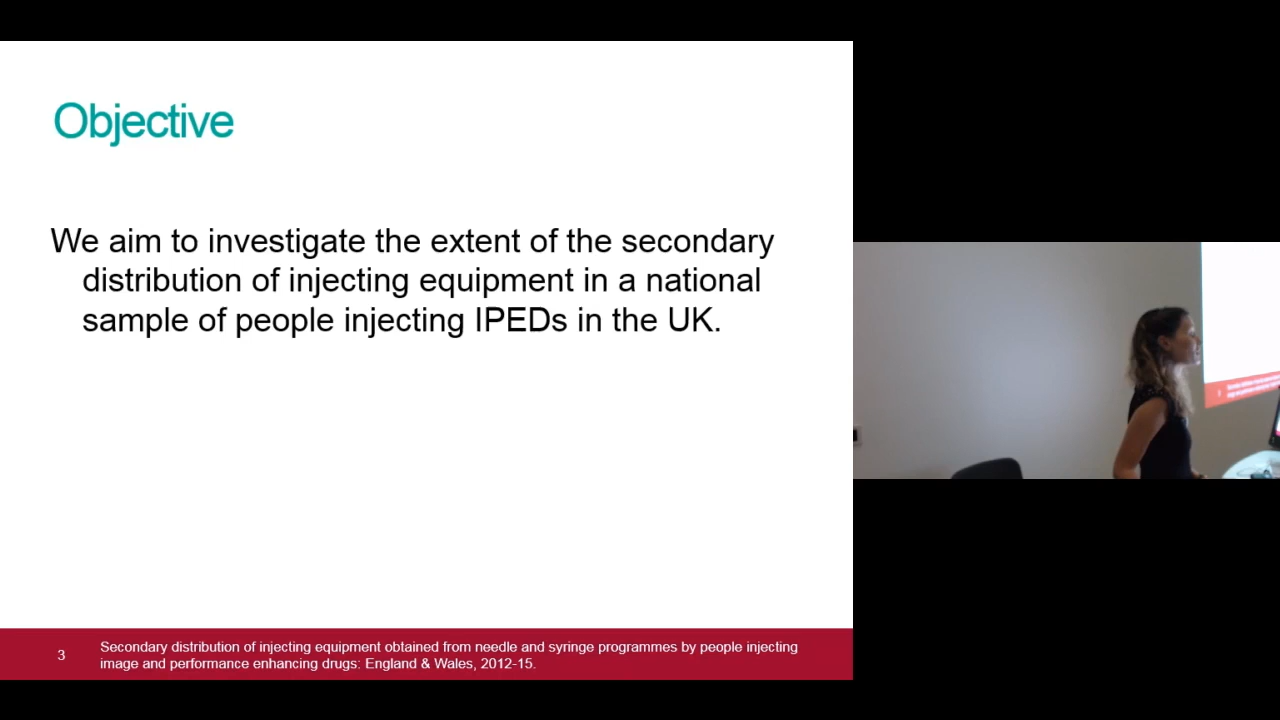 Objective
We aim to investigate the extent of the secondary
distribution of injecting equipment in a national
sample of people injecting IPEDs in the UK.
3
Secondary distribution of injecting equipment obtained from needle and syringe programmes by people injecting
image and performance enhancing drugs: England & Wales, 2012-15.